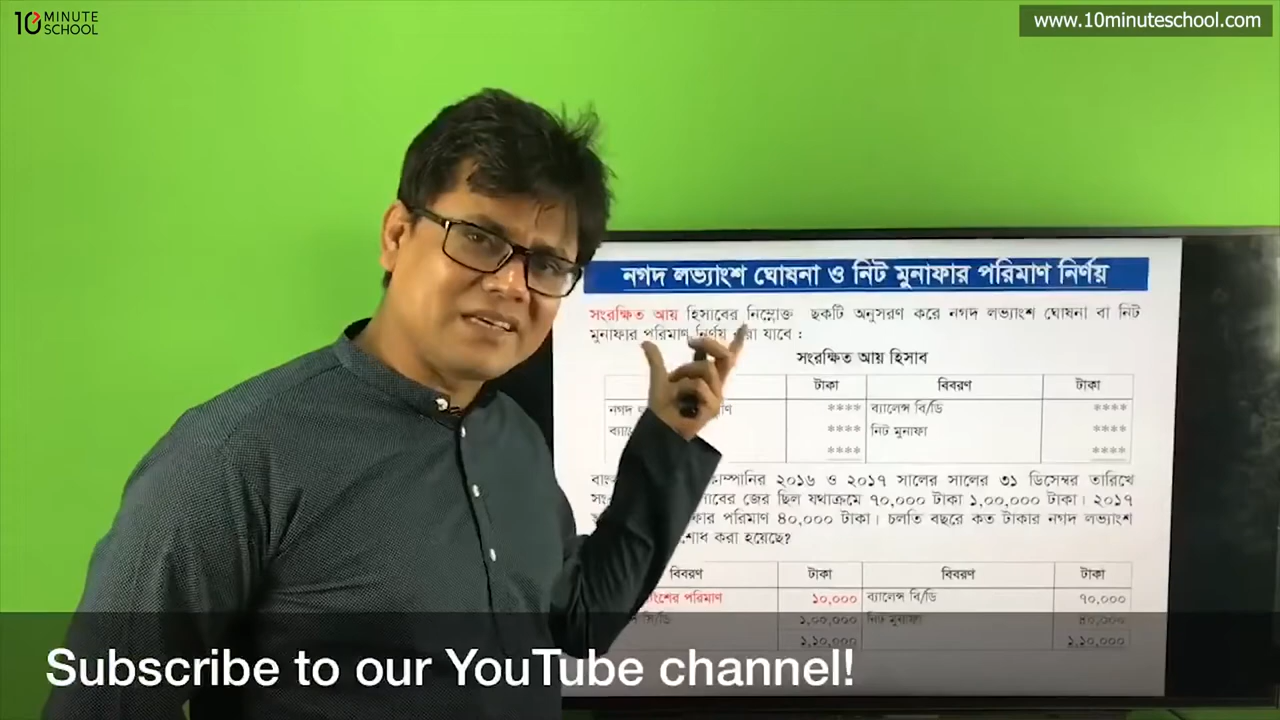 10 MINUTE SCHOOL
www.10minuteschool.com
নগদ লভ্যাংশ ঘোষনা ও নিট মুনাফার পরিমাণ নির্ণয়
সংরক্ষিত আয় হিসাবের নিম্নোক্ত ছকটি অনুসরণ করে নগদ লভ্যাংশ ঘোষনা বা নিট
মুনাফার পরিমাণ নির্ণয় যাবে :
সংরক্ষিত আয় হিসাব
টাকা বিবরণ টাকা
নগদ **** ব্যালেন্স বি/ডি ****
**** নিট মুনাফা ****
**** ****
২০১৬ ও ২০১৭ সালের সালের ৩১ ডিসেম্বর তারিখে
জের ছিল যথাক্রমে ৭০,০০০ টাকা ১,০০,০০০ টাকা। ২০১৭
পরিমাণ ৪০,০০০ টাকা। চলতি বছরে কত টাকার নগদ লভ্যাংশ
করা হয়েছে?
বিবরণ টাকা বিবরণ টাকা
পরিমাণ ১০,০০০ ব্যালেন্স বি/ডি ৭০,০০০
সি/ডি ১,০০,০০০ নিট মুনাফা ৪০,০০০
১,১০,০০০ ১,১০,০০০
Subscribe to our YouTube channel!